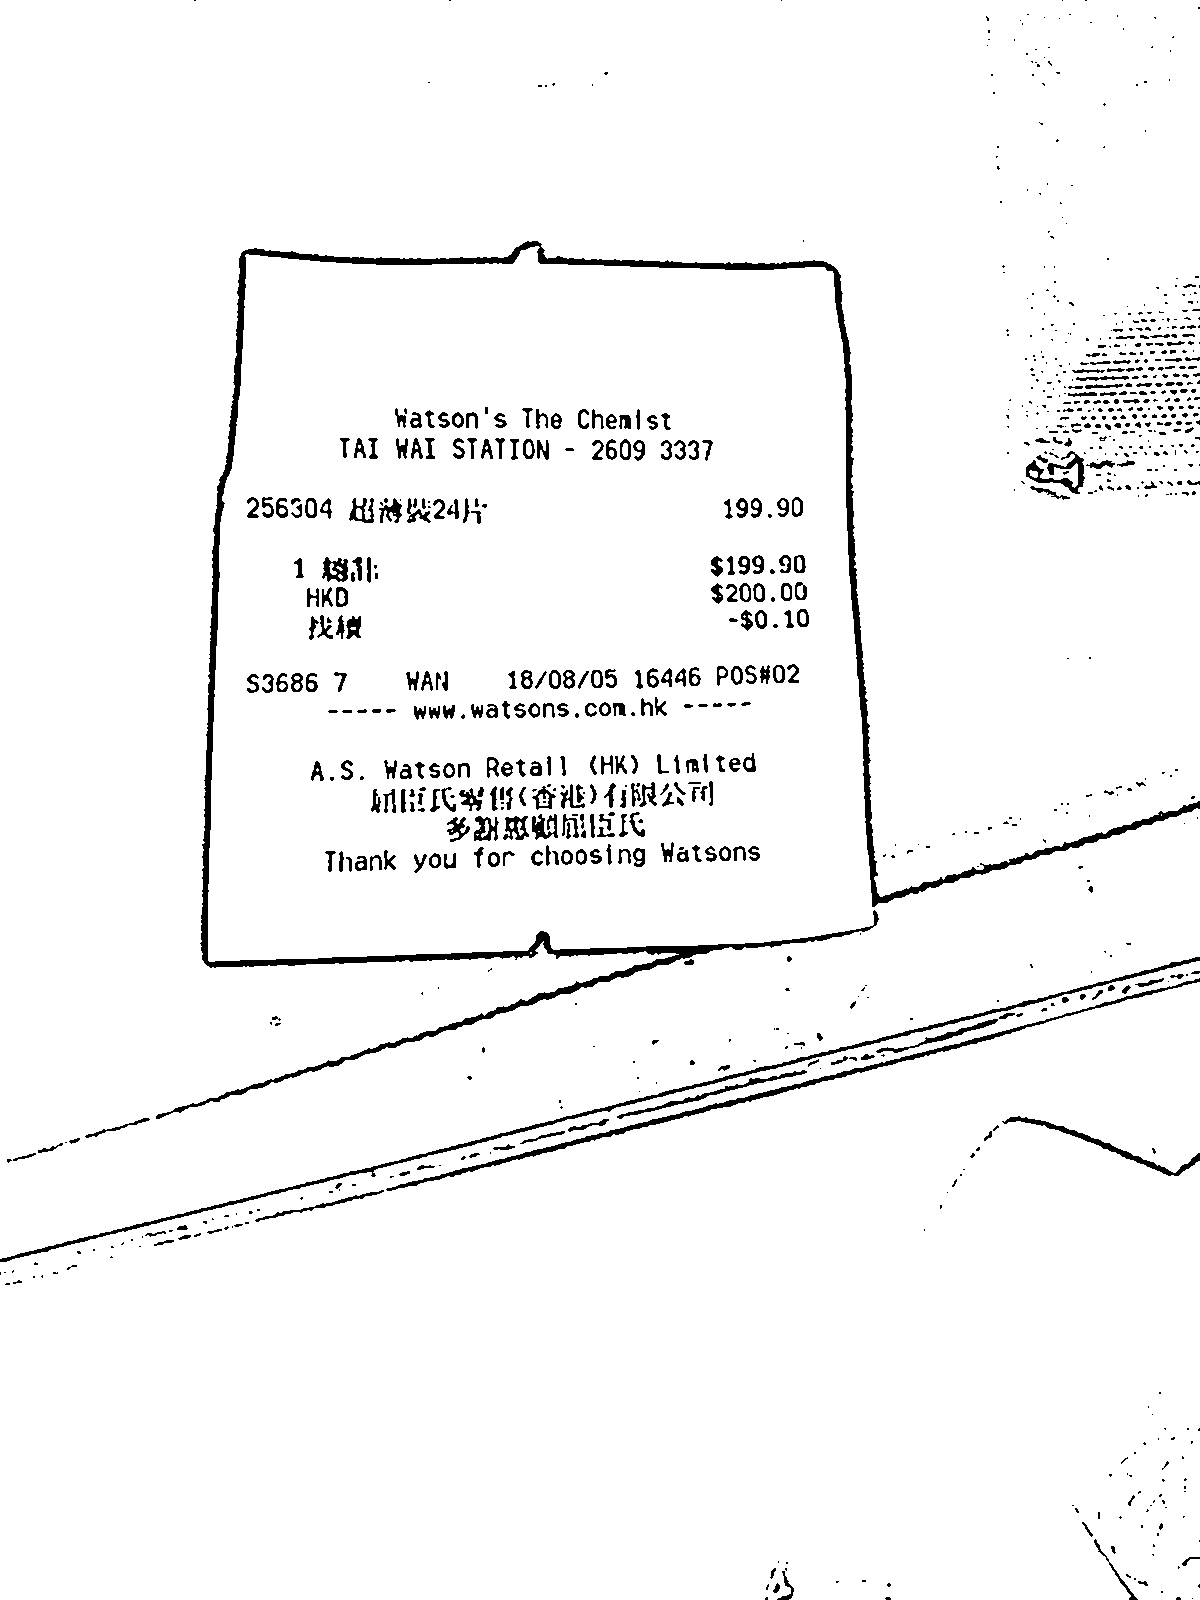 Watson's The Chemist
TAI WAI STATION - 2609 3337
256304 超薄裝24片 199.90
1 總計: $199.90
HKD $200.00
找續 -$0.10
S3686 7 WAN 18/08/05 16446 POS#02
----- www.watsons.com.hk -----
A.S. Watson Retail (HK) Limited
屈臣氏零售(香港)有限公司
多謝惠顧屈臣氏
Thank you for choosing Watsons